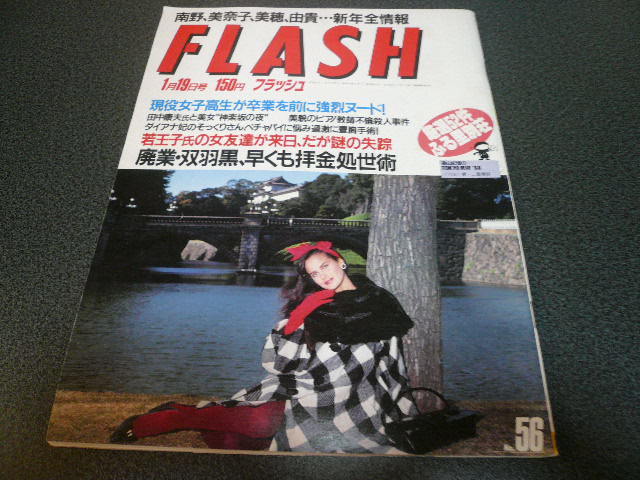 南野、美奈子、美穂、由貴…新年全情報
FLASH
1月19日号 150円 フラッシュ
現役女子高生が卒業を前に強烈ヌード!
田中康夫氏と美女“神楽坂の夜” 美貌のピアノ教師不倫殺人事件
ダイアナ妃のそっくりさん、ペチャパイに悩み過激に豊胸手術!
若王子氏の女友達が来日、だが謎の失踪
廃業・双羽黒、早くも拝金処世術
No.56